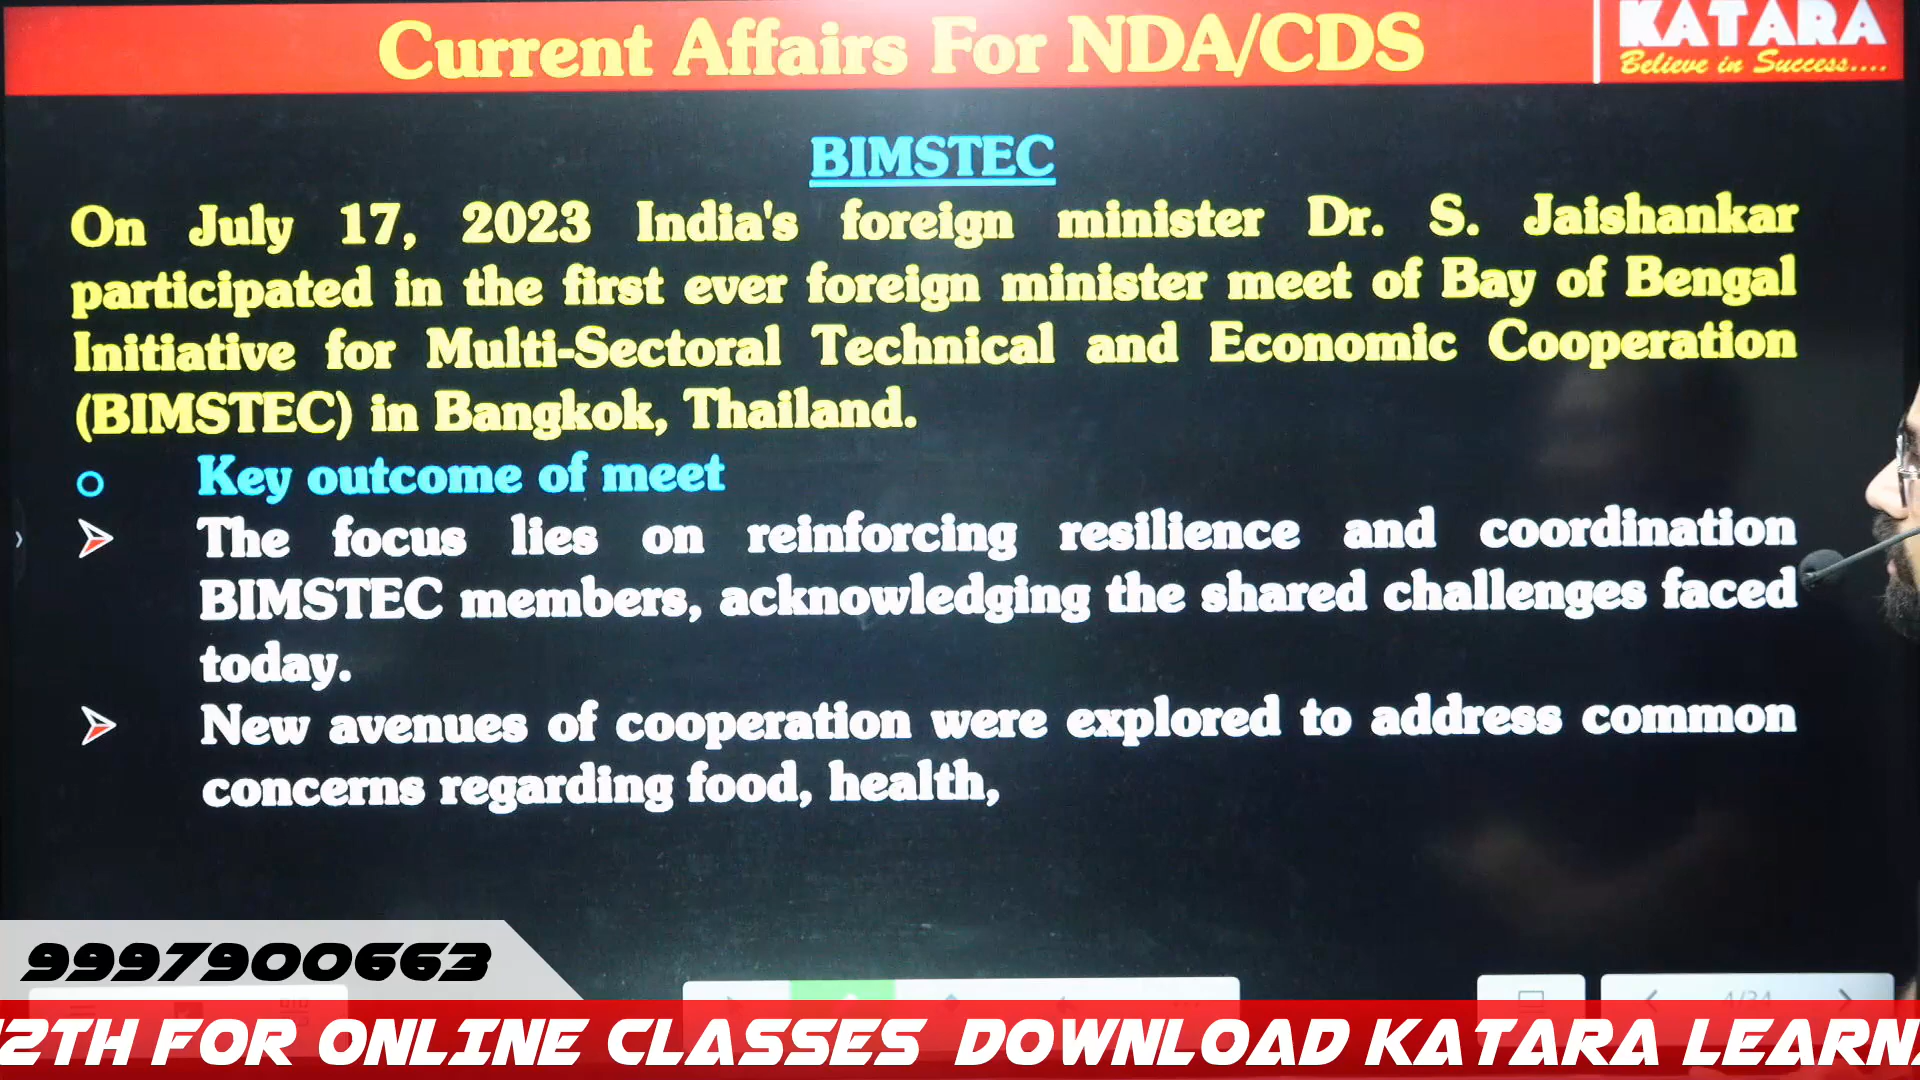 Current Affairs For NDA/CDS
KATARA
Believe in Success....
BIMSTEC
On July 17, 2023 India's foreign minister Dr. S. Jaishankar
participated in the first ever foreign minister meet of Bay of Bengal
Initiative for Multi-Sectoral Technical and Economic Cooperation
(BIMSTEC) in Bangkok, Thailand.
Key outcome of meet
The focus lies on reinforcing resilience and coordination
BIMSTEC members, acknowledging the shared challenges faced
today.
New avenues of cooperation were explored to address common
concerns regarding food, health,
9997900663
4/34
12TH FOR ONLINE CLASSES DOWNLOAD KATARA LEARN